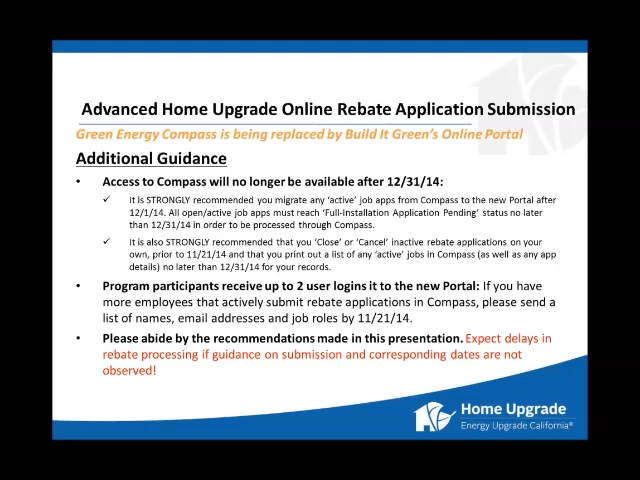 Advanced Home Upgrade Online Rebate Application Submission
Green Energy Compass is being replaced by Build It Green's Online Portal
Additional Guidance
• Access to Compass will no longer be available after 12/31/14:
✓ It is STRONGLY recommended you migrate any 'active' job apps from Compass to the new Portal after
12/1/14. All open/active job apps must reach 'Full-Installation Application Pending' status no later
than 12/31/14 in order to be processed through Compass.
✓ It is also STRONGLY recommended that you 'Close' or 'Cancel' inactive rebate applications on your
own, prior to 11/21/14 and that you print out a list of any 'active' jobs in Compass (as well as any app
details) no later than 12/31/14 for your records.
• Program participants receive up to 2 user logins it to the new Portal: If you have
more employees that actively submit rebate applications in Compass, please send a
list of names, email addresses and job roles by 11/21/14.
• Please abide by the recommendations made in this presentation. Expect delays in
rebate processing if guidance on submission and corresponding dates are not
observed!
Home Upgrade
Energy Upgrade California®